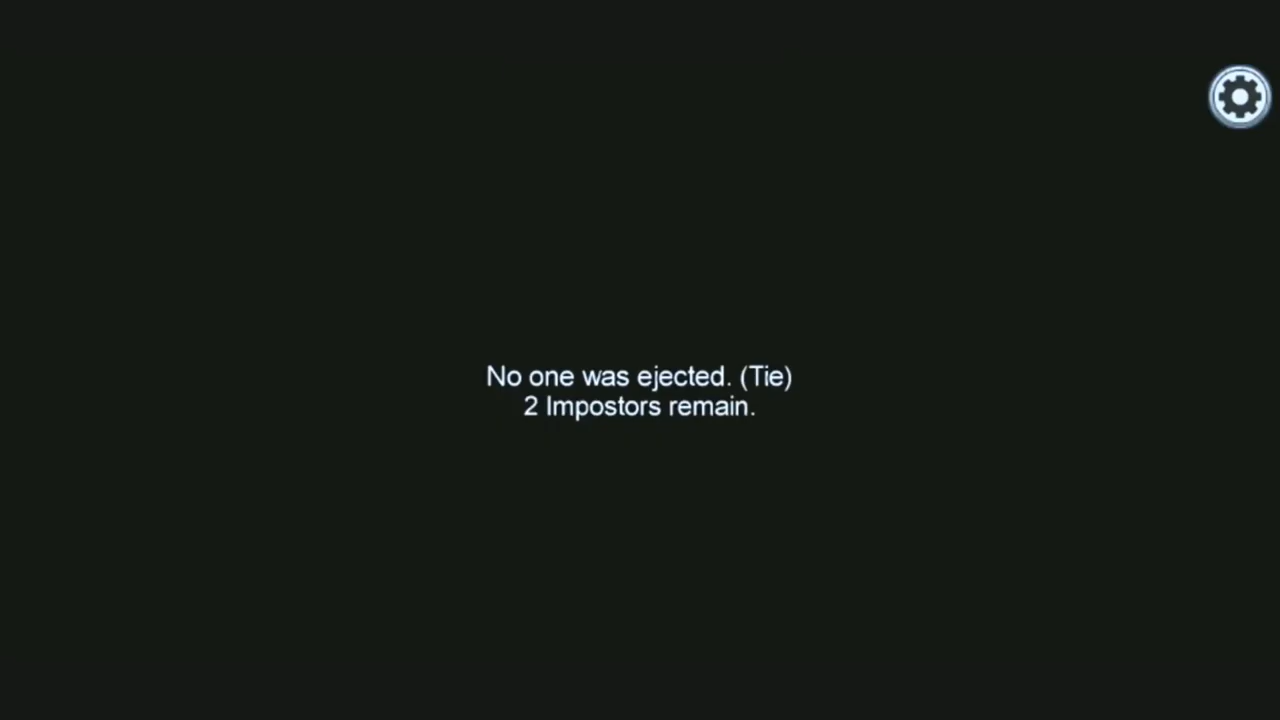 No one was ejected. (Tie)
2 Impostors remain.